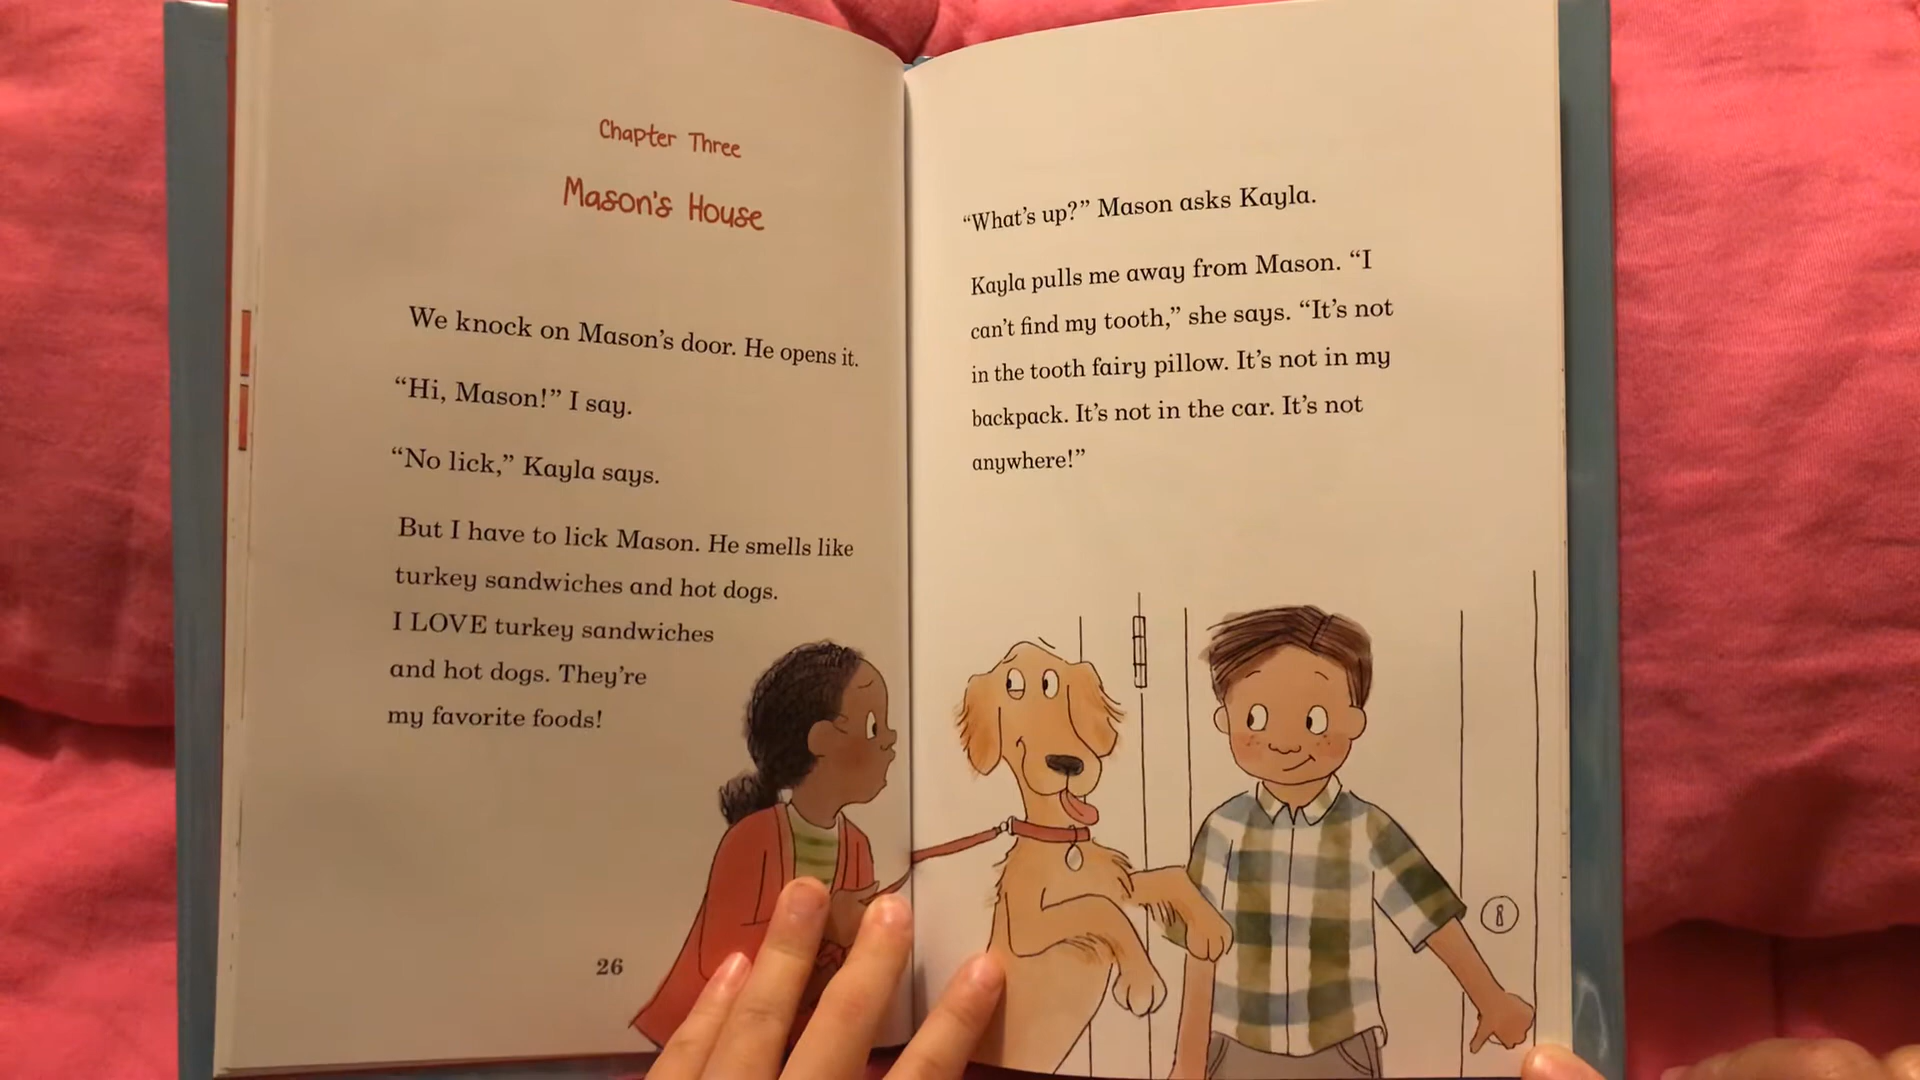 Chapter Three
Mason's House
We knock on Mason's door. He opens it.
“Hi, Mason!” I say.
“No lick,” Kayla says.
But I have to lick Mason. He smells like
turkey sandwiches and hot dogs.
I LOVE turkey sandwiches
and hot dogs. They’re
my favorite foods!
26
“What’s up?” Mason asks Kayla.
Kayla pulls me away from Mason. “I
can’t find my tooth,” she says. “It’s not
in the tooth fairy pillow. It’s not in my
backpack. It’s not in the car. It’s not
anywhere!”